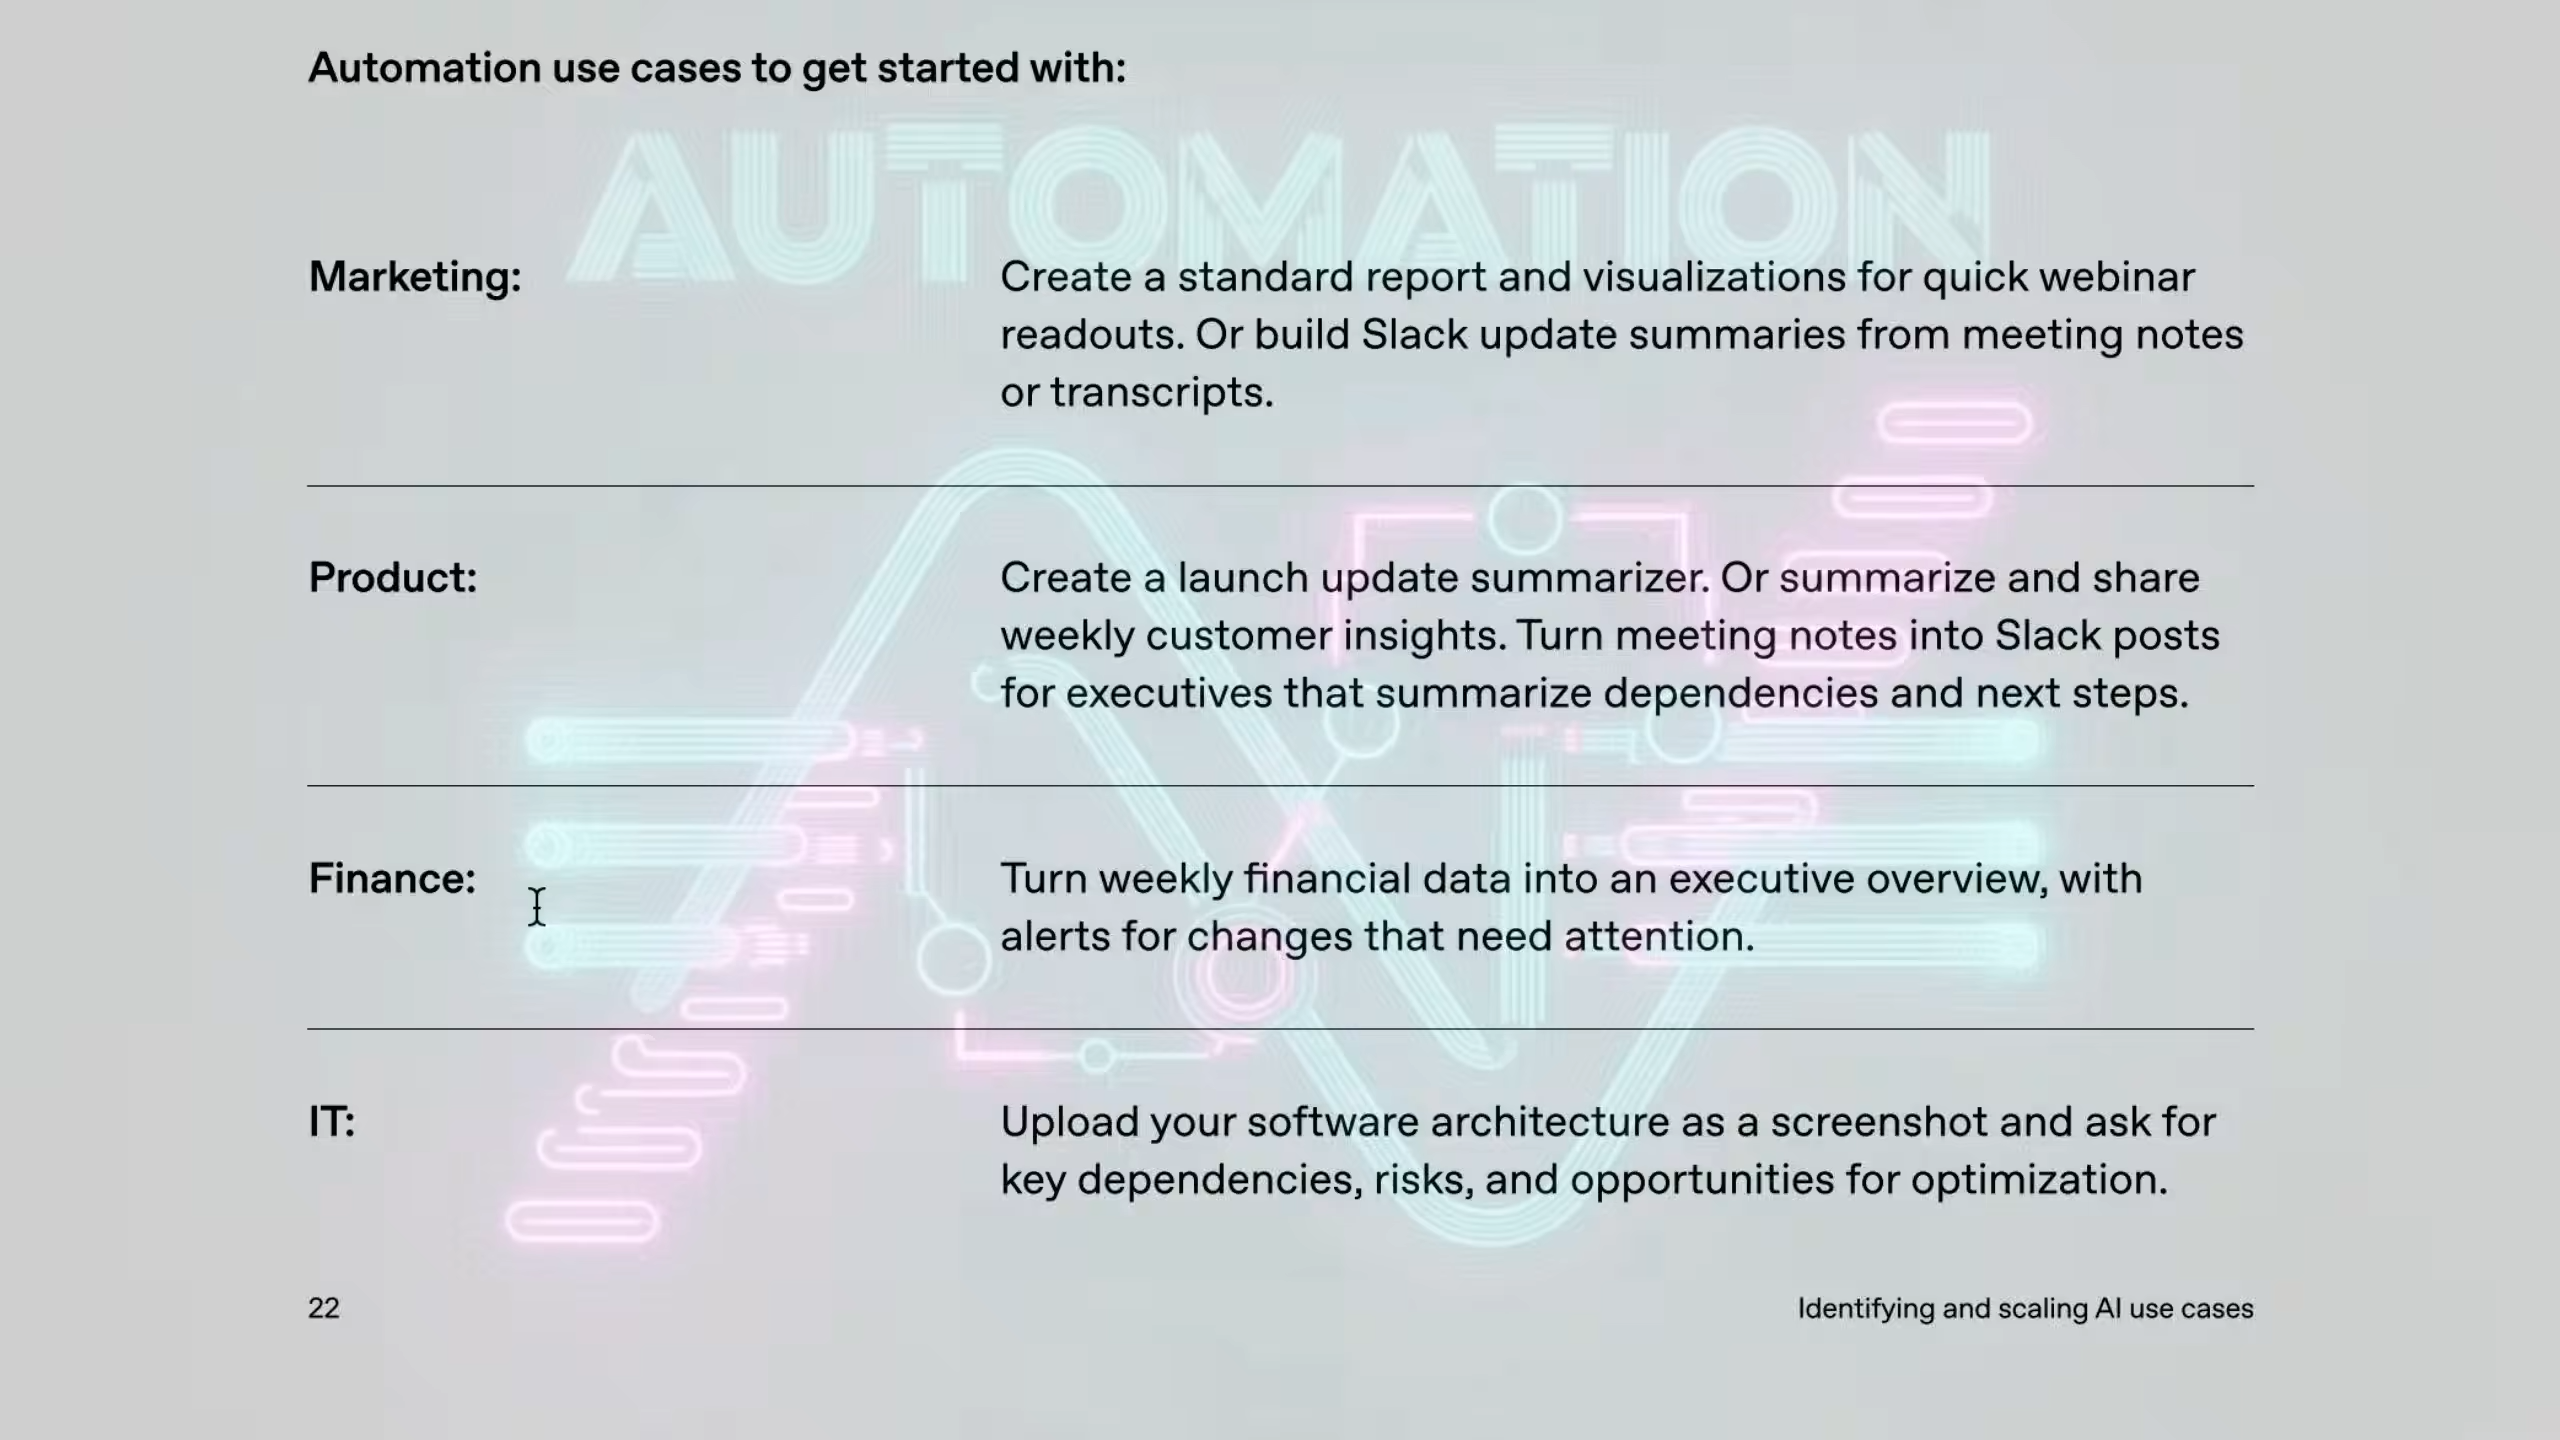 Automation use cases to get started with:
AUTOMATION
Marketing:
Create a standard report and visualizations for quick webinar
readouts. Or build Slack update summaries from meeting notes
or transcripts.
Product:
Create a launch update summarizer. Or summarize and share
weekly customer insights. Turn meeting notes into Slack posts
for executives that summarize dependencies and next steps.
Finance:
Turn weekly financial data into an executive overview, with
alerts for changes that need attention.
IT:
Upload your software architecture as a screenshot and ask for
key dependencies, risks, and opportunities for optimization.
22
Identifying and scaling AI use cases